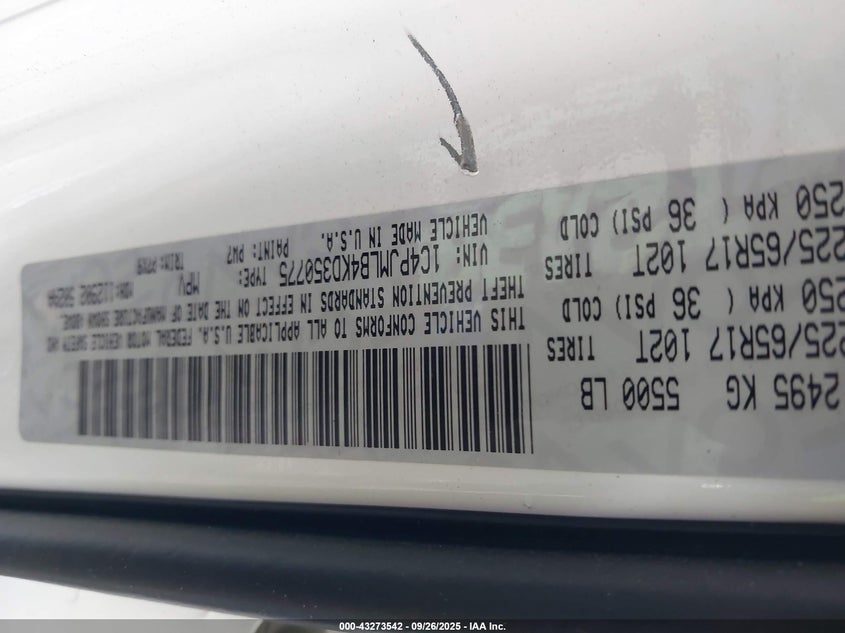 2495 KG 5500 LB
225/65R17 102T TIRES
250 KPA ( 36 PSI) COLD
225/65R17 102T TIRES
250 KPA ( 36 PSI) COLD
THIS VEHICLE CONFORMS TO ALL APPLICABLE U.S.A. FEDERAL MOTOR VEHICLE SAFETY AND
THEFT PREVENTION STANDARDS IN EFFECT ON THE DATE OF MANUFACTURE SHOWN ABOVE.
VIN: 1C4PJMLB4KD350775 TYPE: MPV MDH:
VEHICLE MADE IN U.S.A. PAINT: PW7 TRIM:
000-43273542 - 09/26/2025 - IAA Inc.